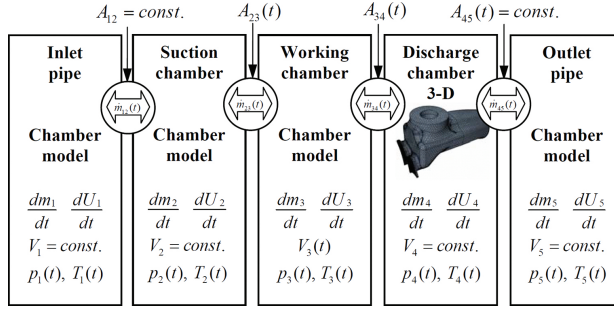 A₁₂ = const. A₂₃(t) A₃₄(t) A₄₅(t) = const.
Inlet pipe
ṁ₁₂(t)
Chamber model
dm₁/dt dU₁/dt
V₁ = const.
p₁(t), T₁(t)
Suction chamber
ṁ₂₃(t)
Chamber model
dm₂/dt dU₂/dt
V₂ = const.
p₂(t), T₂(t)
Working chamber
ṁ₃₄(t)
Chamber model
dm₃/dt dU₃/dt
V₃(t)
p₃(t), T₃(t)
Discharge chamber
3-D
ṁ₄₅(t)
dm₄/dt dU₄/dt
V₄ = const.
p₄(t), T₄(t)
Outlet pipe
Chamber model
dm₅/dt dU₅/dt
V₅ = const.
p₅(t), T₅(t)